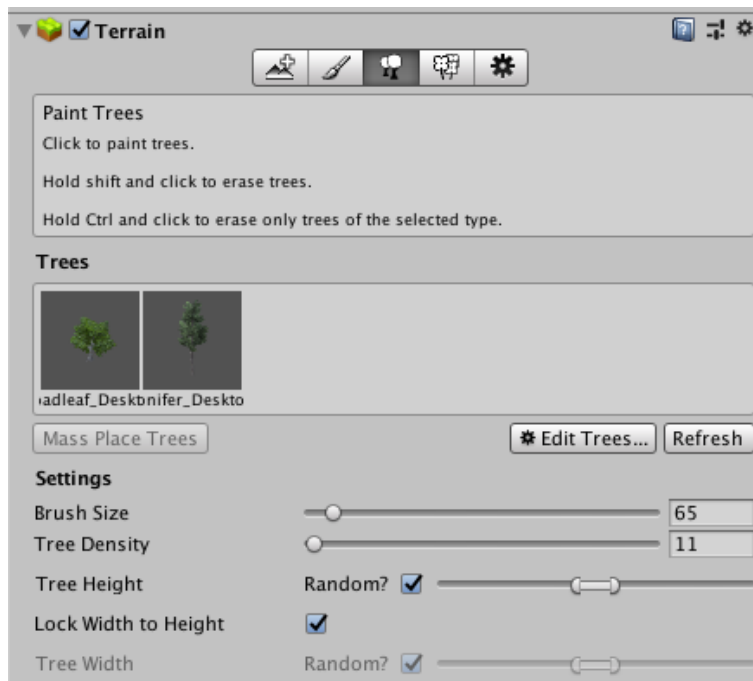 Terrain
Paint Trees
Click to paint trees.
Hold shift and click to erase trees.
Hold Ctrl and click to erase only trees of the selected type.
Trees
adleaf_Desktnifer_Deskto
Mass Place Trees Edit Trees... Refresh
Settings
Brush Size 65
Tree Density 11
Tree Height Random?
Lock Width to Height
Tree Width Random?